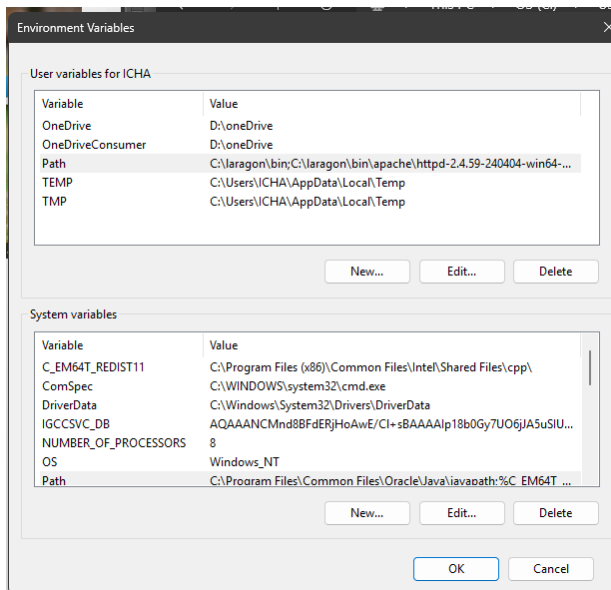 Environment Variables
User variables for ICHA
Variable Value
OneDrive D:\oneDrive
OneDriveConsumer D:\oneDrive
Path C:\laragon\bin;C:\laragon\bin\apache\httpd-2.4.59-240404-win64-...
TEMP C:\Users\ICHA\AppData\Local\Temp
TMP C:\Users\ICHA\AppData\Local\Temp
New... Edit... Delete
System variables
Variable Value
C_EM64T_REDIST11 C:\Program Files (x86)\Common Files\Intel\Shared Files\cpp\
ComSpec C:\WINDOWS\system32\cmd.exe
DriverData C:\Windows\System32\Drivers\DriverData
IGCCSVC_DB
NUMBER_OF_PROCESSORS 8
OS Windows_NT
Path C:\Program Files\Common Files\Oracle\Java\javapath;%C_EM64T_...
New... Edit... Delete
OK Cancel